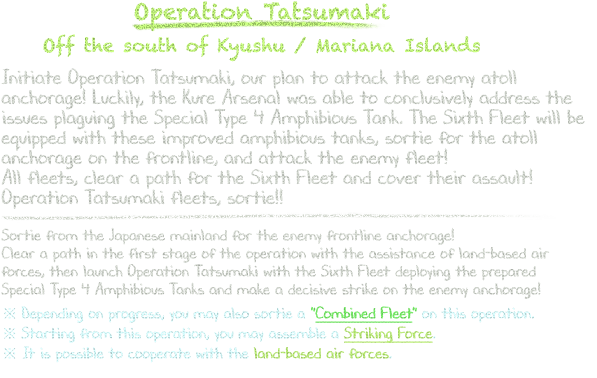 Operation Tatsumaki
Off the south of Kyushu / Mariana Islands
Initiate Operation Tatsumaki, our plan to attack the enemy atoll
anchorage! Luckily, the Kure Arsenal was able to conclusively address the
issues plaguing the Special Type 4 Amphibious Tank. The Sixth Fleet will be
equipped with these improved amphibious tanks, sortie for the atoll
anchorage on the frontline, and attack the enemy fleet!
All fleets, clear a path for the Sixth Fleet and cover their assault!
Operation Tatsumaki fleets, sortie!!
Sortie from the Japanese mainland for the enemy frontline anchorage!
Clear a path in the first stage of the operation with the assistance of land-based air
forces, then launch Operation Tatsumaki with the Sixth Fleet deploying the prepared
Special Type 4 Amphibious Tanks and make a decisive strike on the enemy anchorage!
※ Depending on progress, you may also sortie a "Combined Fleet" on this operation.
※ Starting from this operation, you may assemble a Striking Force.
※ It is possible to cooperate with the land-based air forces.